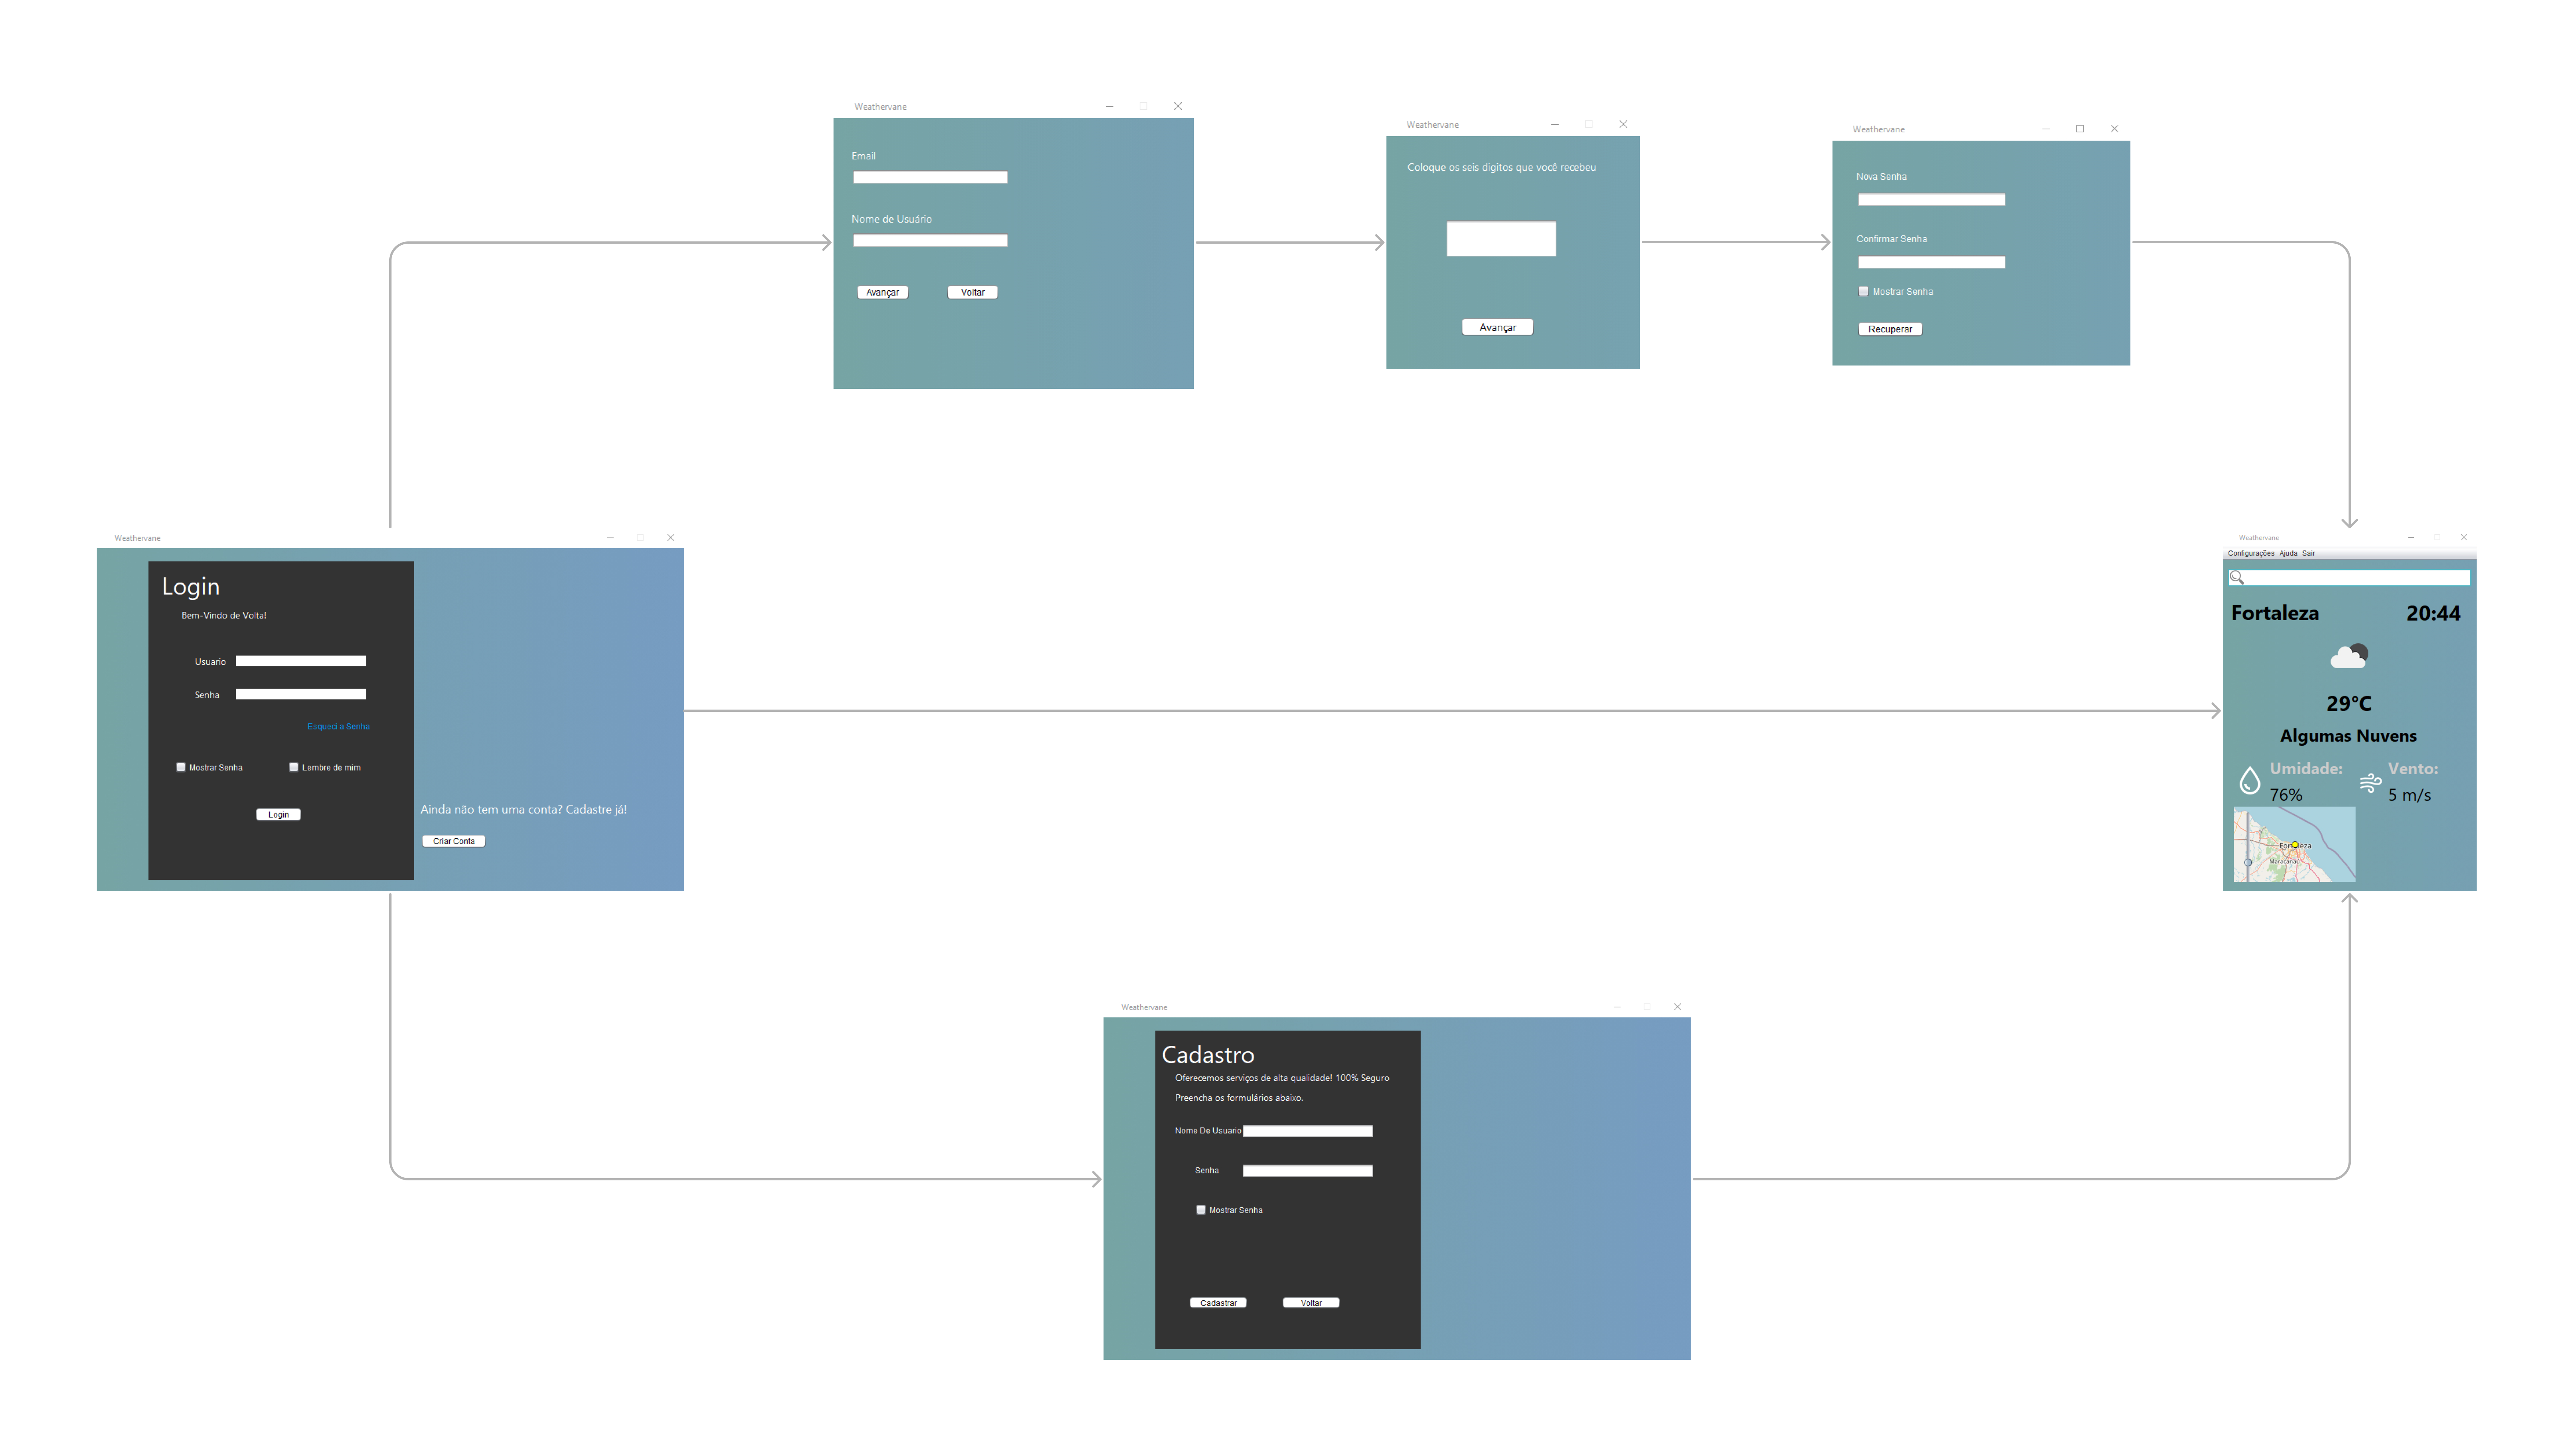 Weathervane
Email
Nome de Usuário
Avançar Voltar
Weathervane
Coloque os seis digitos que você recebeu
Avançar
Weathervane
Nova Senha
Confirmar Senha
Mostrar Senha
Recuperar
Weathervane
Login
Bem-Vindo de Volta!
Usuario
Senha
Esqueci a Senha
Mostrar Senha Lembre de mim
Login
Ainda não tem uma conta? Cadastre já!
Criar Conta
Weathervane
Configurações Ajuda Sair
Fortaleza 20:44
29°C
Algumas Nuvens
Umidade: Vento:
76% 5 m/s
Fortaleza
Maracanaú
Weathervane
Cadastro
Oferecemos serviços de alta qualidade! 100% Seguro
Preencha os formulários abaixo.
Nome De Usuario
Senha
Mostrar Senha
Cadastrar Voltar